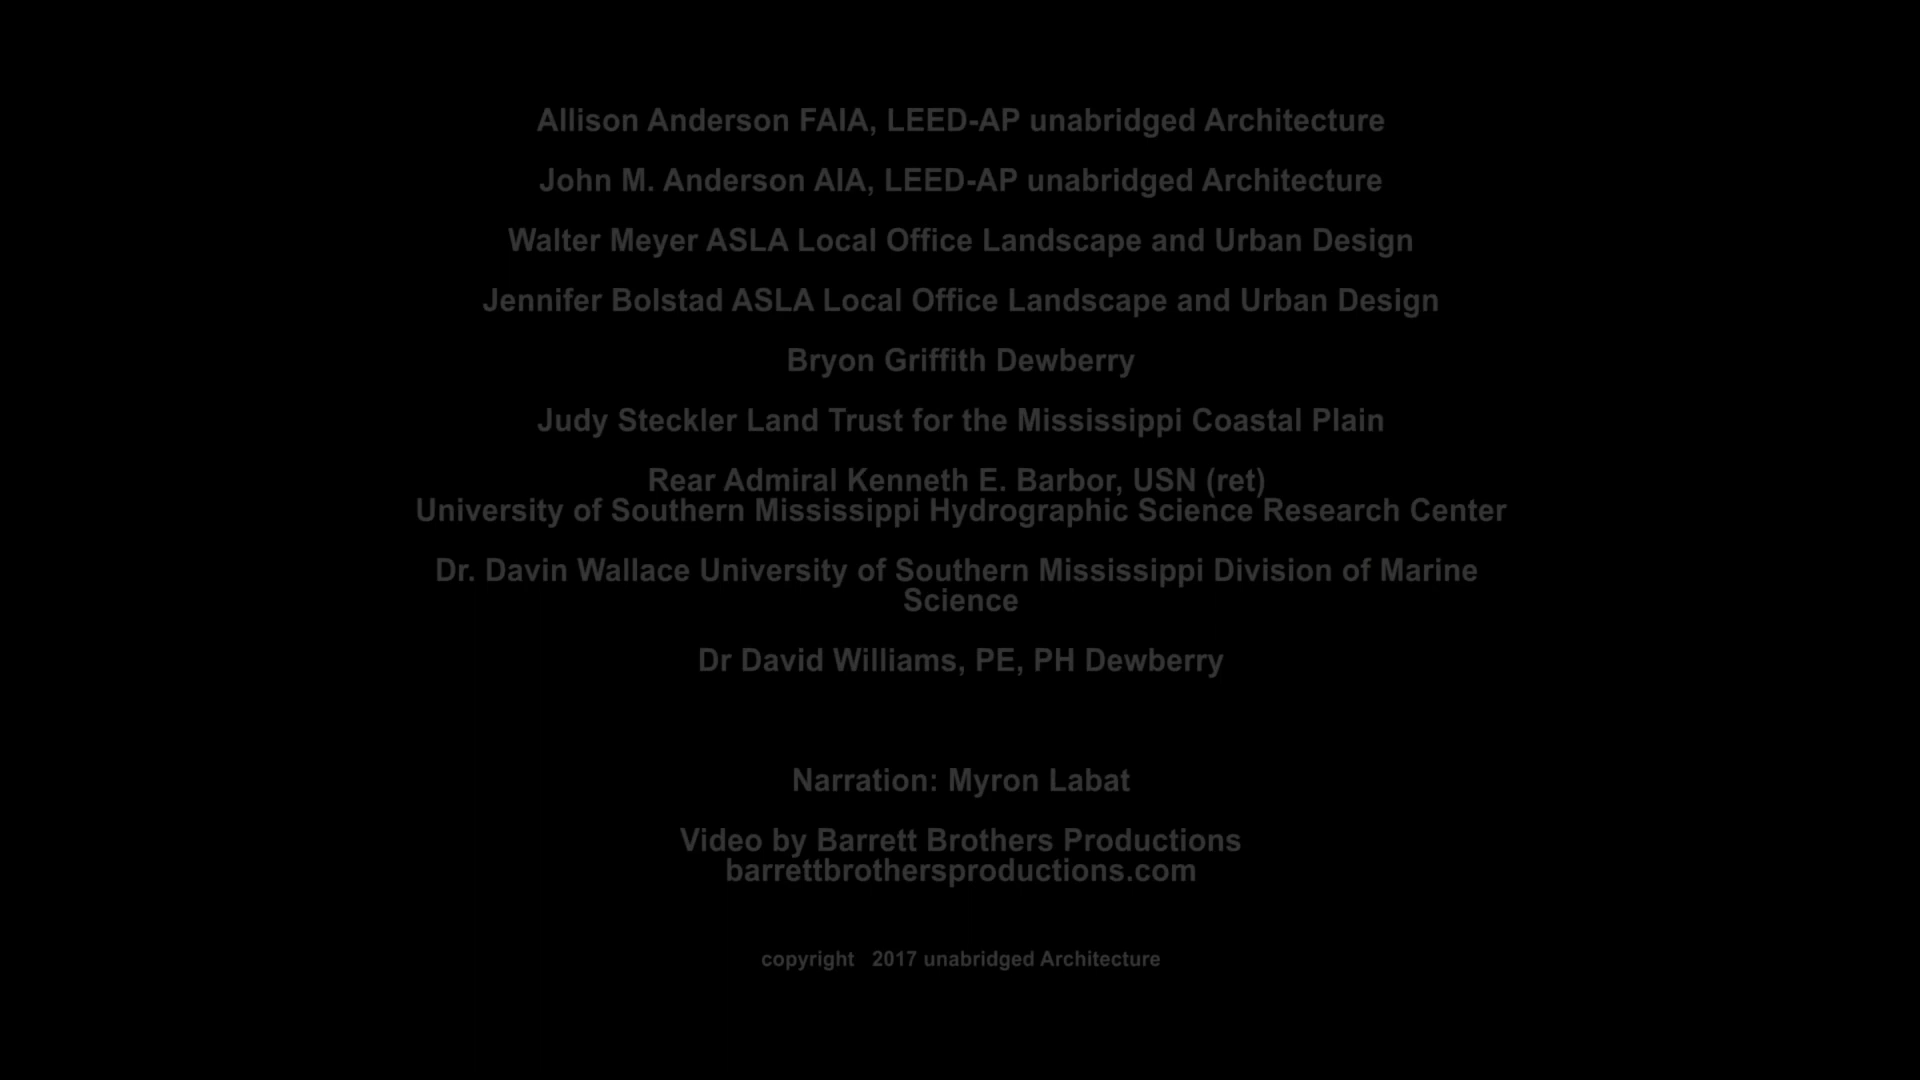 Allison Anderson FAIA, LEED-AP unabridged Architecture
John M. Anderson AIA, LEED-AP unabridged Architecture
Walter Meyer ASLA Local Office Landscape and Urban Design
Jennifer Bolstad ASLA Local Office Landscape and Urban Design
Bryon Griffith Dewberry
Judy Steckler Land Trust for the Mississippi Coastal Plain
Rear Admiral Kenneth E. Barbor, USN (ret)
University of Southern Mississippi Hydrographic Science Research Center
Dr. Davin Wallace University of Southern Mississippi Division of Marine
Science
Dr David Williams, PE, PH Dewberry
Narration: Myron Labat
Video by Barrett Brothers Productions
barrettbrothersproductions.com
copyright 2017 unabridged Architecture